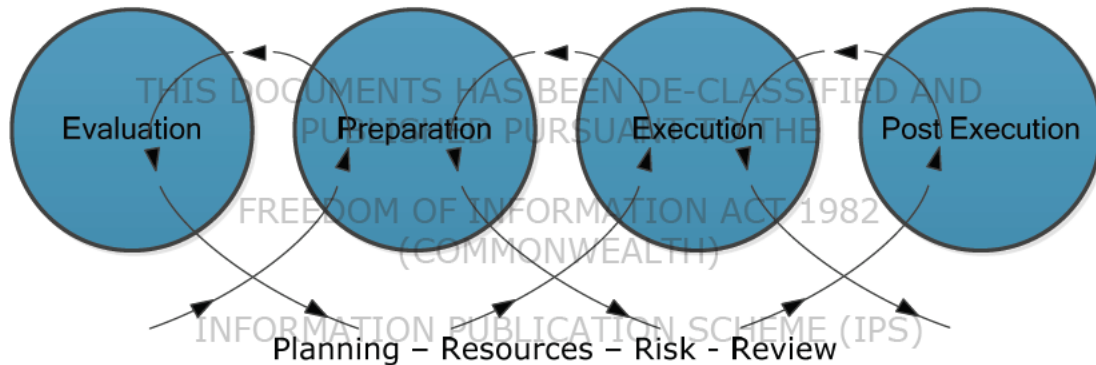 THIS DOCUMENTS HAS BEEN DE-CLASSIFIED AND
Evaluation Preparation Execution Post Execution
PUBLISHED PURSUANT TO THE
FREEDOM OF INFORMATION ACT 1982
(COMMONWEALTH)
INFORMATION PUBLICATION SCHEME (IPS)
Planning – Resources – Risk - Review